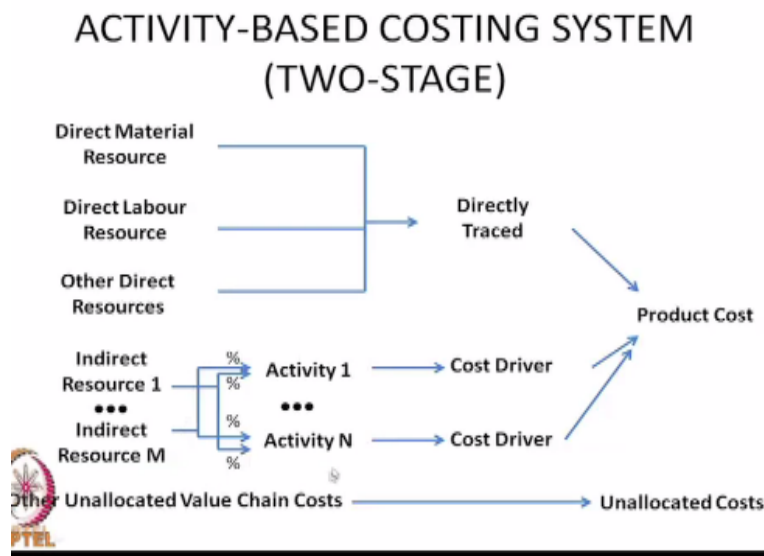 ACTIVITY-BASED COSTING SYSTEM
(TWO-STAGE)
Direct Material
Resource
Direct Labour
Resource
Directly
Traced
Other Direct
Resources
Product Cost
Indirect
Resource 1
%
%
Activity 1
Cost Driver
•••
•••
Indirect
Resource M
%
%
Activity N
Cost Driver
Other Unallocated Value Chain Costs
Unallocated Costs
PTEL